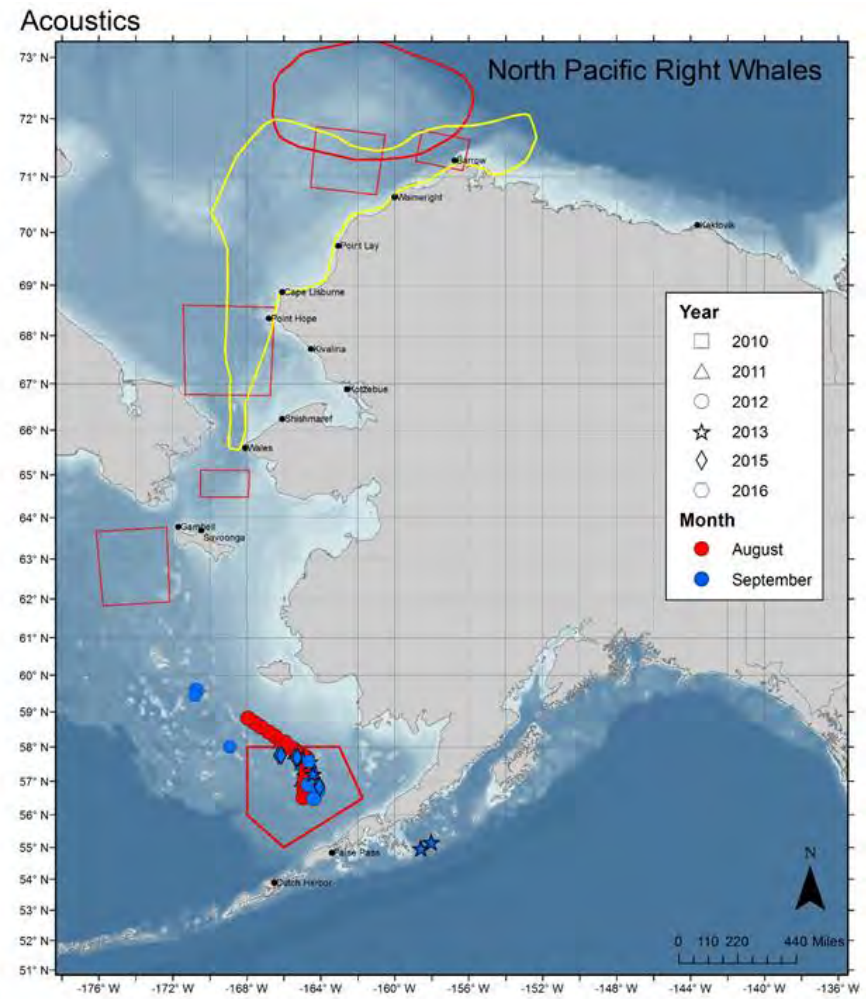 Acoustics
North Pacific Right Whales
73° N
72° N
71° N
70° N
69° N
68° N
67° N
66° N
65° N
64° N
63° N
62° N
61° N
60° N
59° N
58° N
57° N
56° N
55° N
54° N
53° N
52° N
51° N
Barrow
Wainwright
Kaktovik
Point Lay
Cape Lisburne
Point Hope
Kivalina
Kotzebue
Shishmaref
Wales
Gambell
Savoonga
False Pass
Dutch Harbor
Year
2010
2011
2012
2013
2015
2016
Month
August
September
N
0 110 220 440 Miles
-176° W -172° W -168° W -164° W -160° W -156° W -152° W -148° W -144° W -140° W -136° W